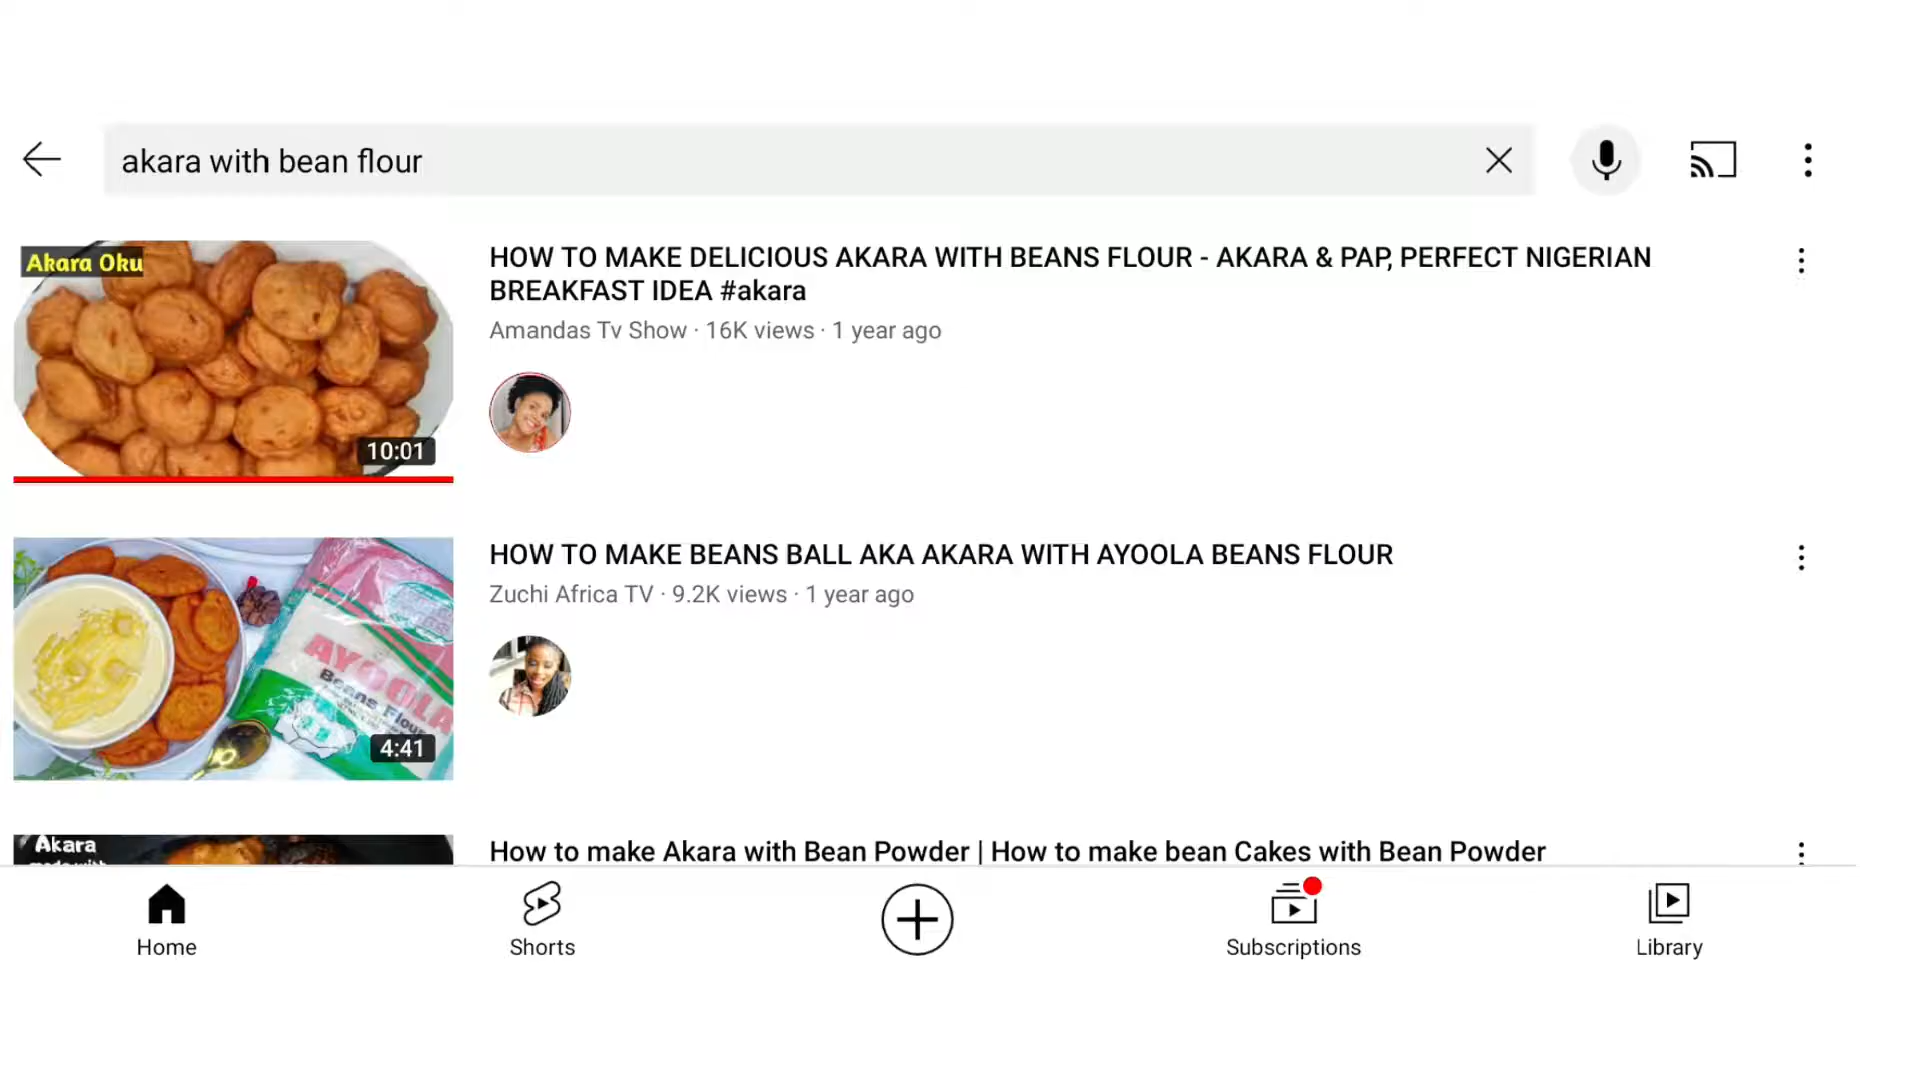 akara with bean flour
Akara Oku
10:01
HOW TO MAKE DELICIOUS AKARA WITH BEANS FLOUR - AKARA & PAP, PERFECT NIGERIAN
BREAKFAST IDEA #akara
Amandas Tv Show · 16K views · 1 year ago
AYOOLA
Beans Flour
4:41
HOW TO MAKE BEANS BALL AKA AKARA WITH AYOOLA BEANS FLOUR
Zuchi Africa TV · 9.2K views · 1 year ago
Akara
How to make Akara with Bean Powder | How to make bean Cakes with Bean Powder
Home
Shorts
Subscriptions
Library